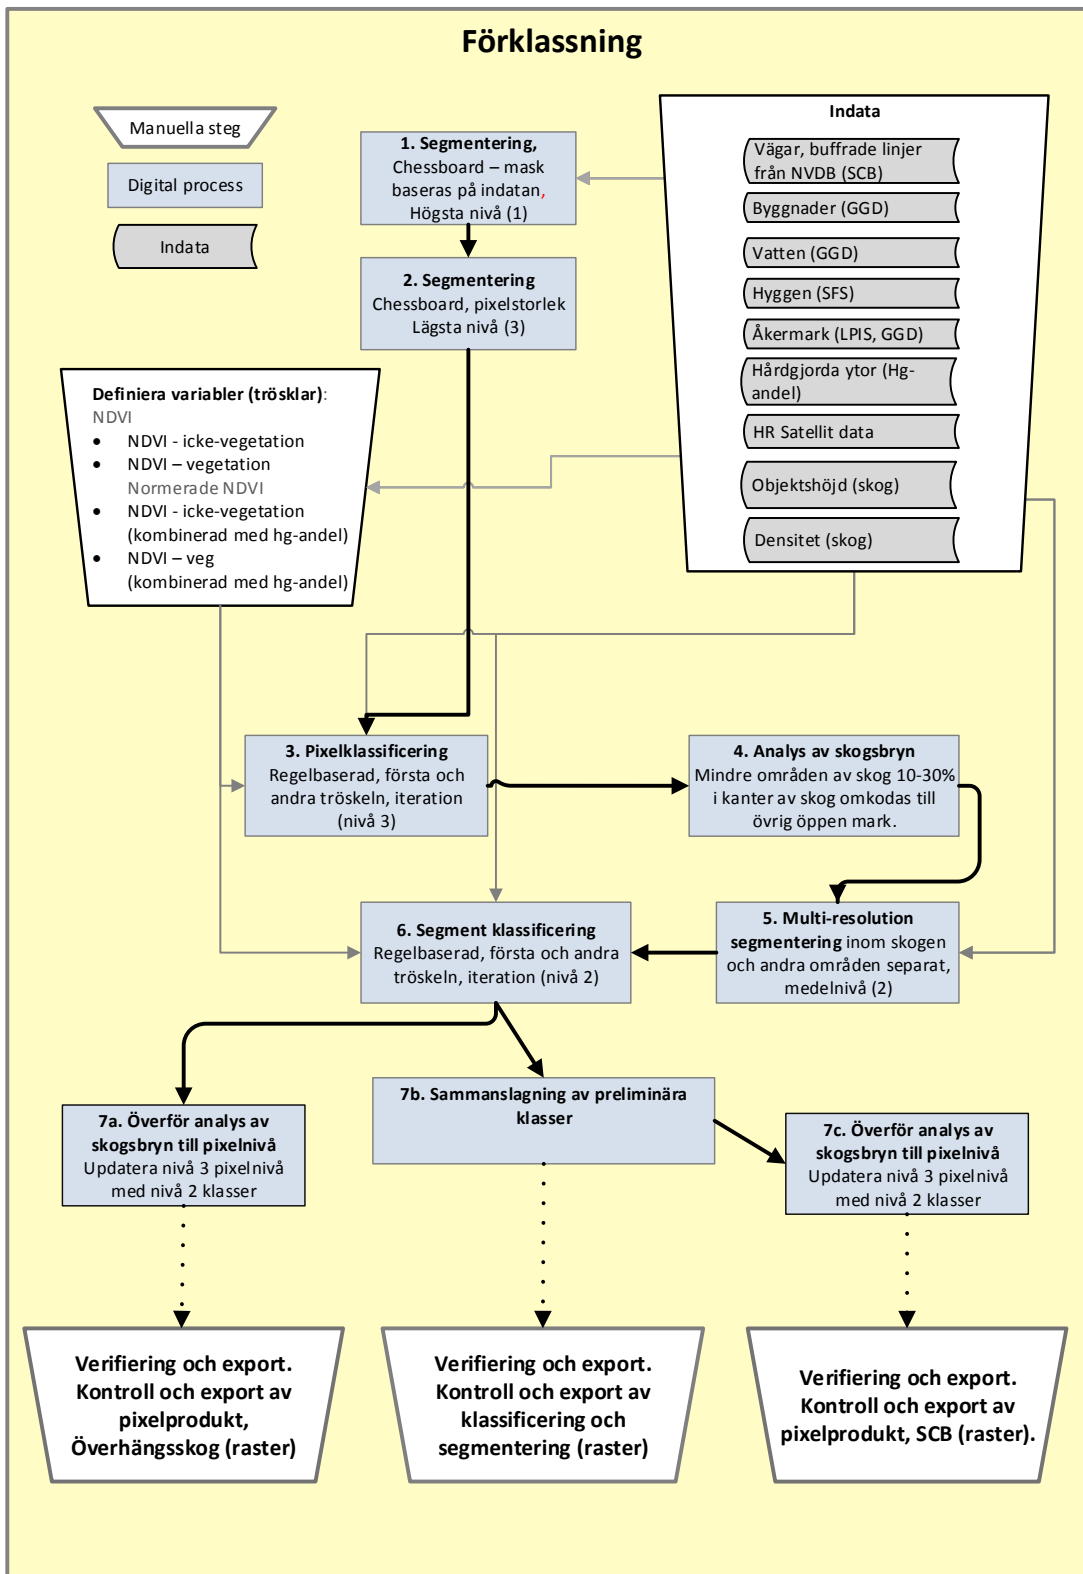 Förklassning
Manuella steg
Digital process
Indata
1. Segmentering,
Chessboard – mask
baseras på indatan,
Högsta nivå (1)
2. Segmentering
Chessboard, pixelstorlek
Lägsta nivå (3)
Indata
Vägar, buffrade linjer
från NVDB (SCB)
Byggnader (GGD)
Vatten (GGD)
Hyggen (SFS)
Åkermark (LPIS, GGD)
Hårdgjorda ytor (Hg-
andel)
HR Satellit data
Objektshöjd (skog)
Densitet (skog)
Definiera variabler (trösklar):
NDVI
• NDVI - icke-vegetation
• NDVI – vegetation
Normerade NDVI
• NDVI - icke-vegetation
(kombinerad med hg-andel)
• NDVI – veg
(kombinerad med hg-andel)
3. Pixelklassificering
Regelbaserad, första och
andra tröskeln, iteration
(nivå 3)
4. Analys av skogsbryn
Mindre områden av skog 10-30%
i kanter av skog omkodas till
övrig öppen mark.
6. Segment klassificering
Regelbaserad, första och andra
tröskeln, iteration (nivå 2)
5. Multi-resolution
segmentering inom skogen
och andra områden separat,
medelnivå (2)
7a. Överför analys av
skogsbryn till pixelnivå
Updatera nivå 3 pixelnivå
med nivå 2 klasser
7b. Sammanslagning av preliminära
klasser
7c. Överför analys av
skogsbryn till pixelnivå
Updatera nivå 3 pixelnivå
med nivå 2 klasser
Verifiering och export.
Kontroll och export av
pixelprodukt,
Överhängsskog (raster)
Verifiering och export.
Kontroll och export av
klassificering och
segmentering (raster)
Verifiering och export.
Kontroll och export av
pixelprodukt, SCB (raster).